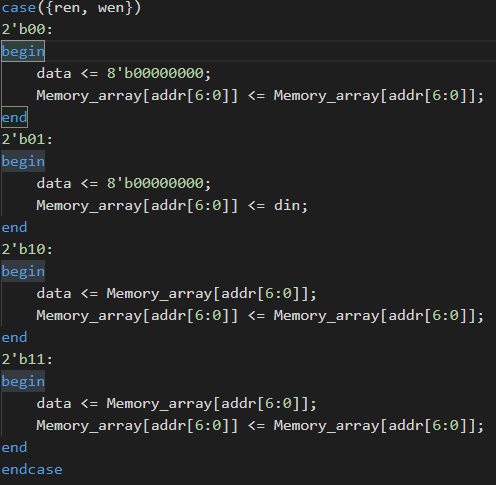 case({ren, wen})
2'b00:
begin
    data <= 8'b00000000;
    Memory_array[addr[6:0]] <= Memory_array[addr[6:0]];
end
2'b01:
begin
    data <= 8'b00000000;
    Memory_array[addr[6:0]] <= din;
end
2'b10:
begin
    data <= Memory_array[addr[6:0]];
    Memory_array[addr[6:0]] <= Memory_array[addr[6:0]];
end
2'b11:
begin
    data <= Memory_array[addr[6:0]];
    Memory_array[addr[6:0]] <= Memory_array[addr[6:0]];
end
endcase